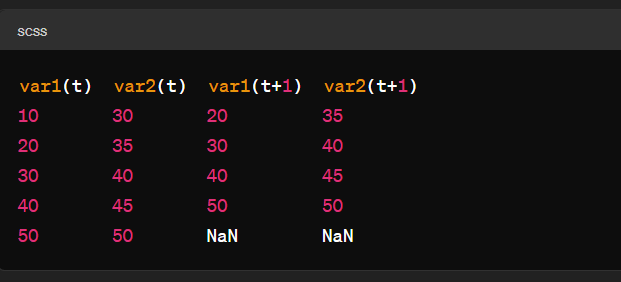 scss
var1(t) var2(t) var1(t+1) var2(t+1)
10 30 20 35
20 35 30 40
30 40 40 45
40 45 50 50
50 50 NaN NaN